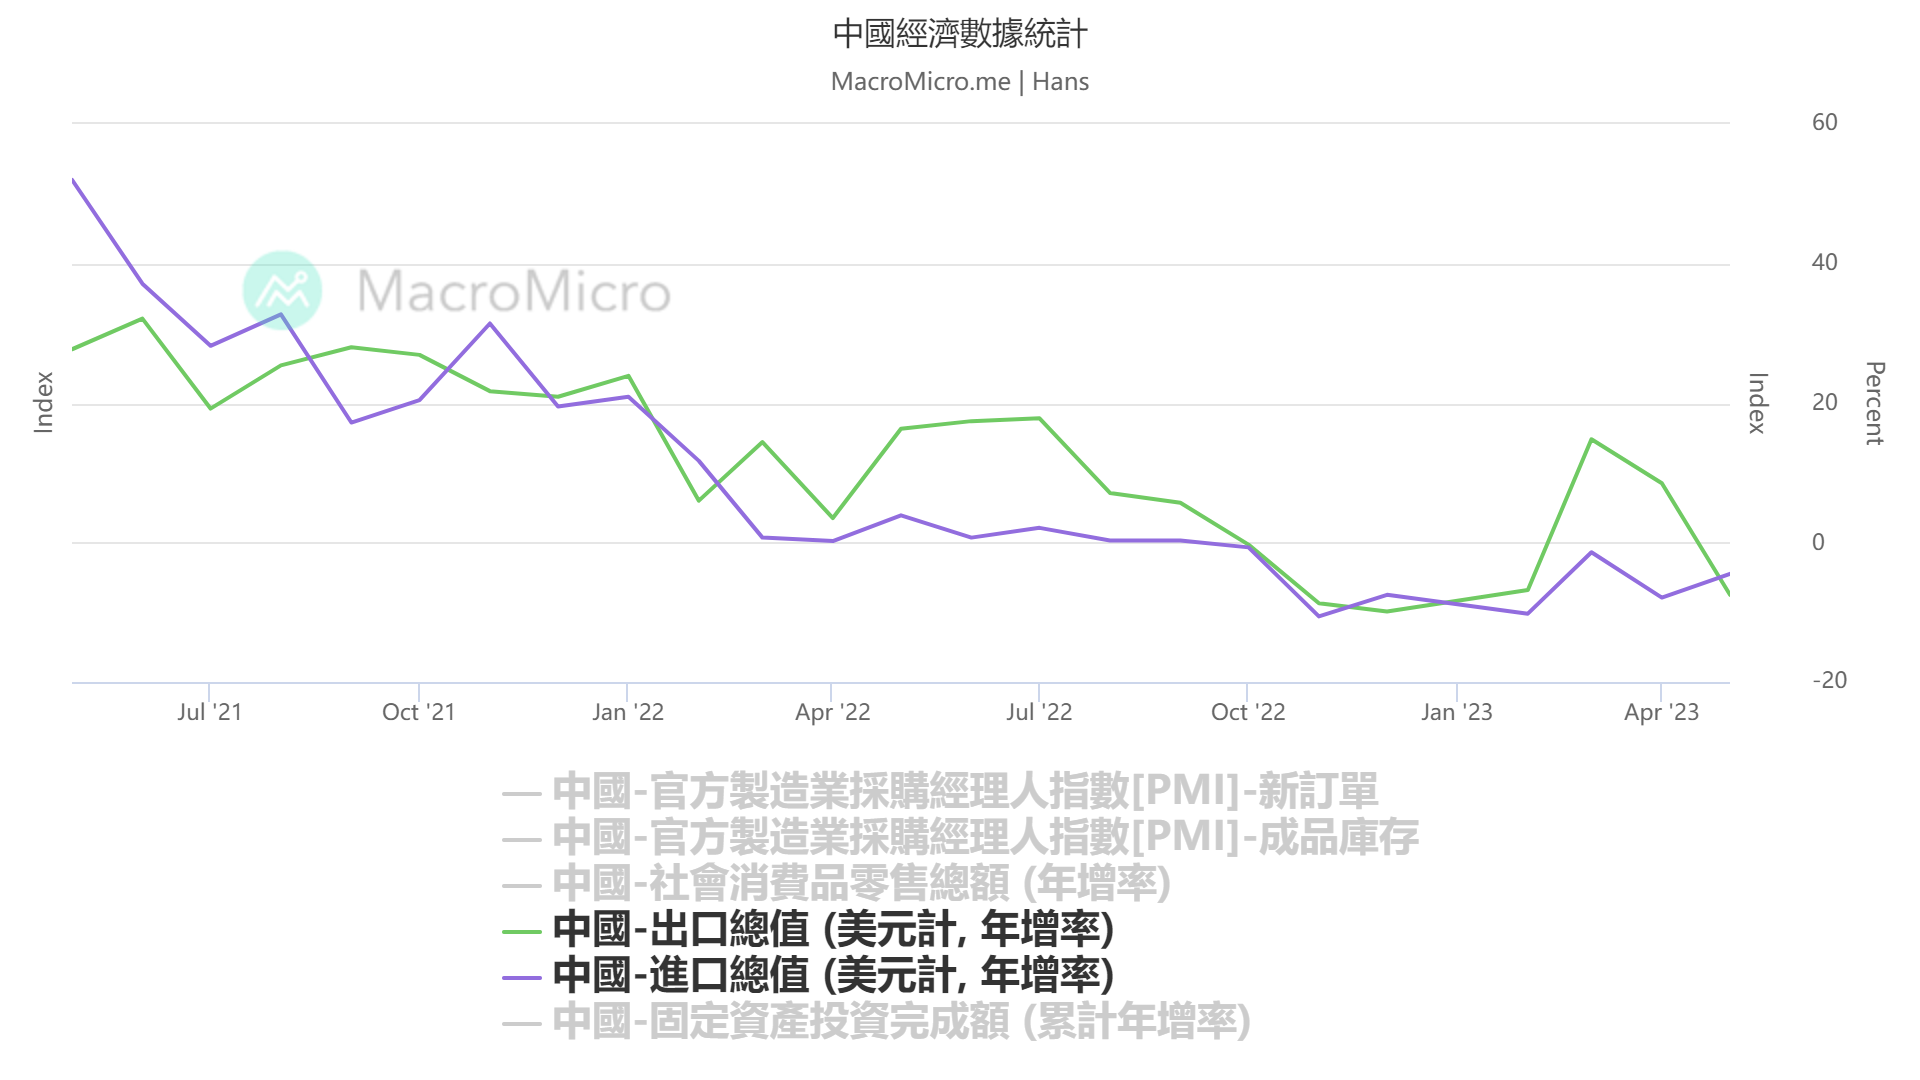 中國經濟數據統計
MacroMicro.me | Hans
60
40
20
0
-20
Index
Index
Percent
MacroMicro
Jul '21
Oct '21
Jan '22
Apr '22
Jul '22
Oct '22
Jan '23
Apr '23
中國-官方製造業採購經理人指數[PMI]-新訂單
中國-官方製造業採購經理人指數[PMI]-成品庫存
中國-社會消費品零售總額 (年增率)
中國-出口總值 (美元計, 年增率)
中國-進口總值 (美元計, 年增率)
中國-固定資產投資完成額 (累計年增率)